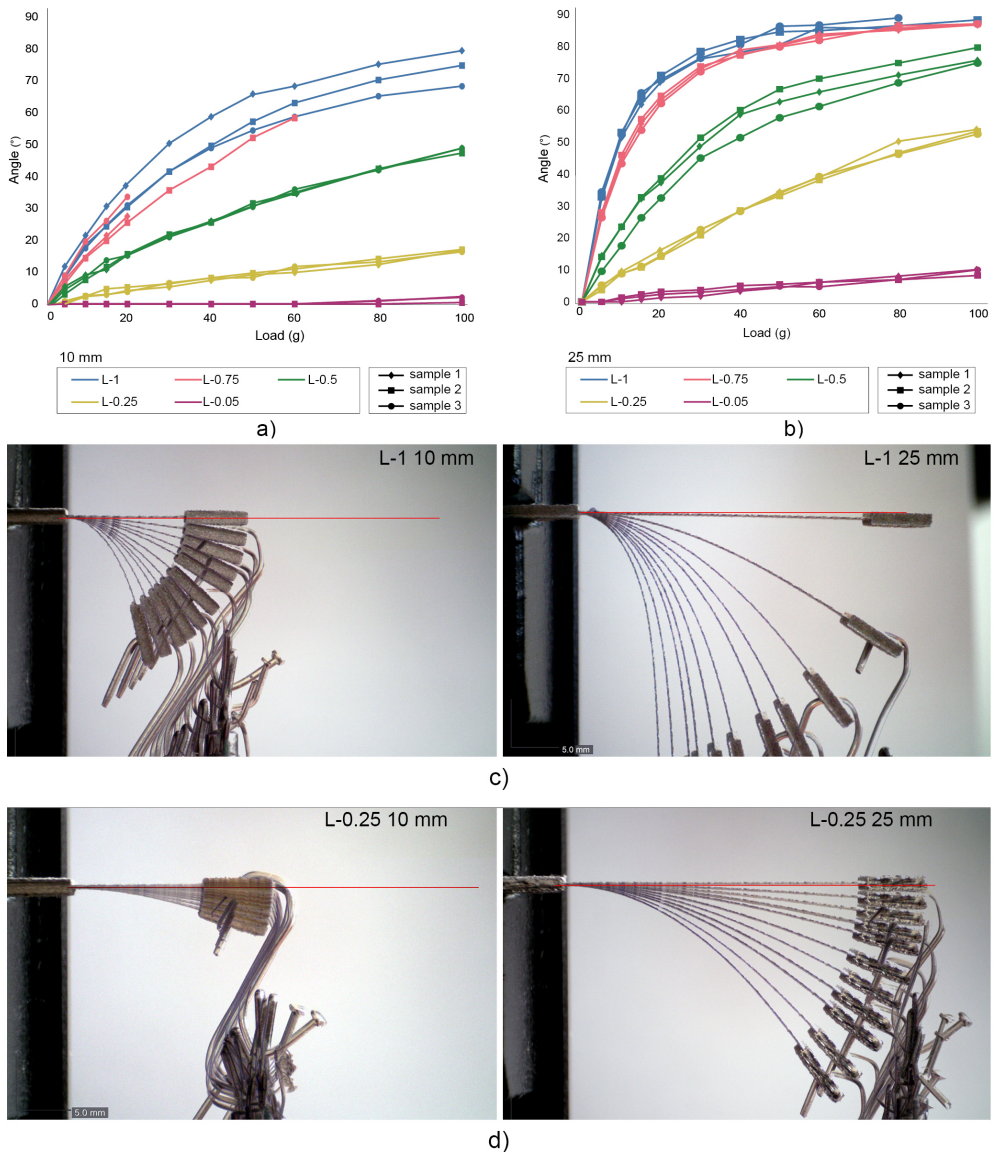 90
80
70
60
50
40
30
20
10
0
Angle (°)
0 10 20 40 60 80 100
Load (g)
10 mm
L-1 L-0.75 L-0.5
L-0.25 L-0.05
sample 1
sample 2
sample 3
a)
90
80
70
60
50
40
30
20
10
0
Angle (°)
0 10 20 40 60 80 100
Load (g)
25 mm
L-1 L-0.75 L-0.5
L-0.25 L-0.05
sample 1
sample 2
sample 3
b)
L-1 10 mm
L-1 25 mm
5.0 mm
c)
L-0.25 10 mm
L-0.25 25 mm
5.0 mm
d)